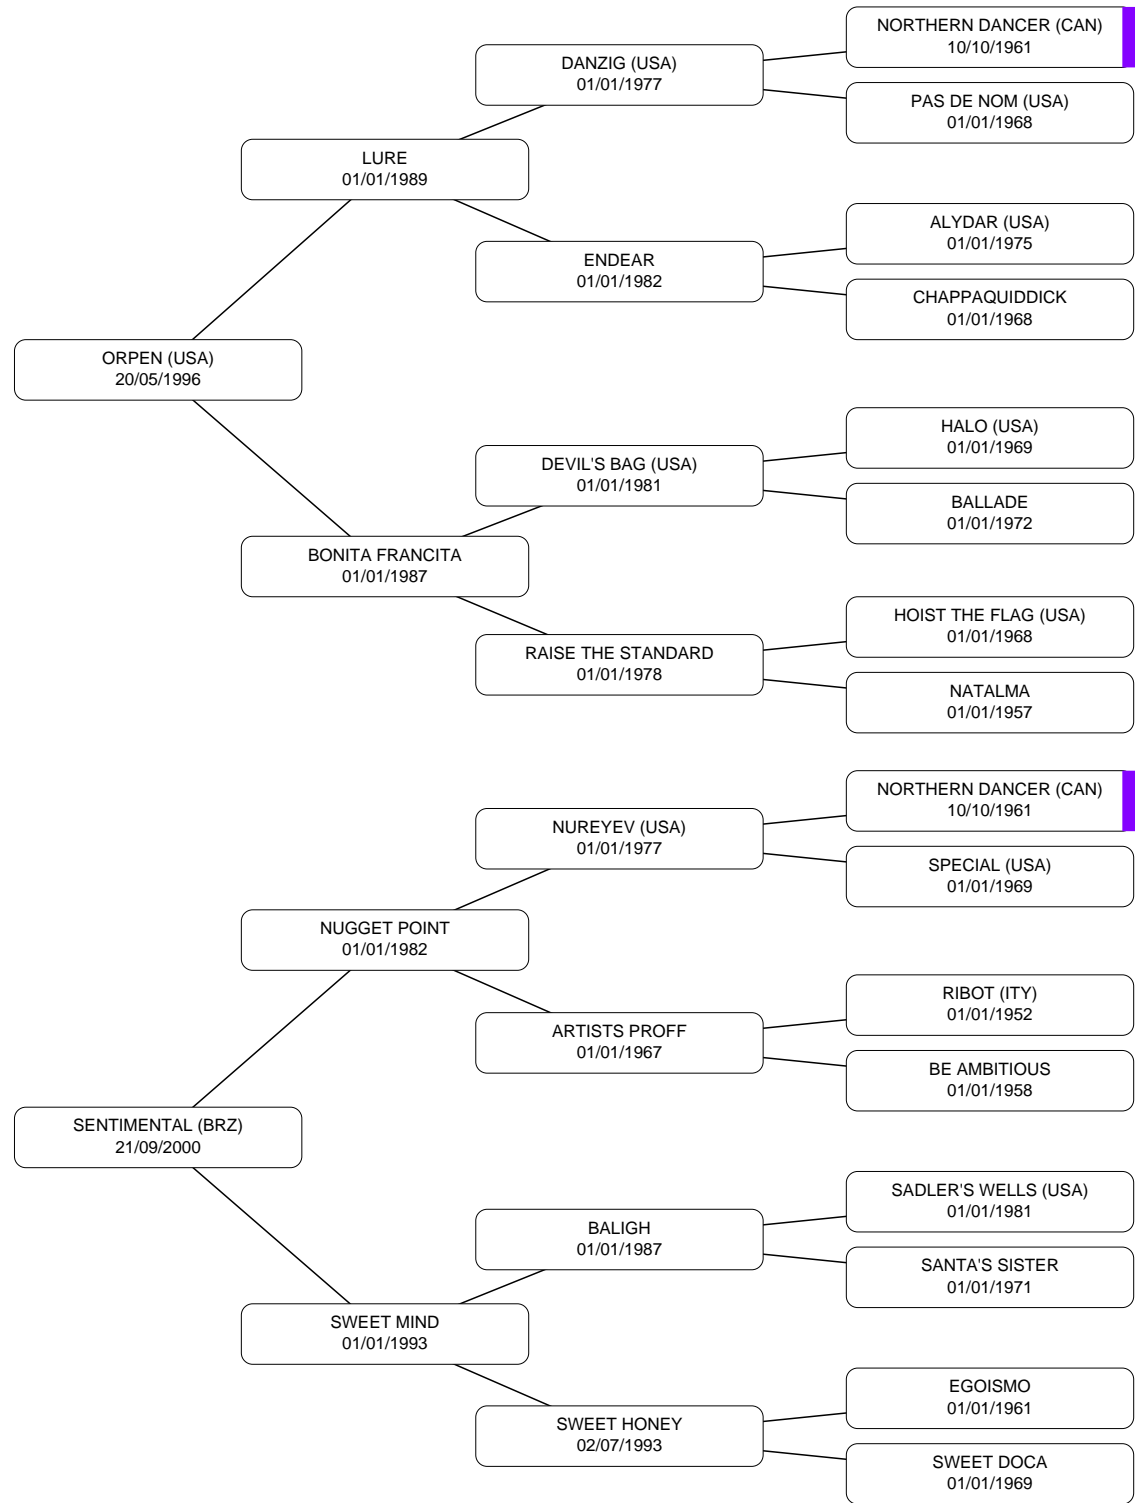 NORTHERN DANCER (CAN)
10/10/1961
DANZIG (USA)
01/01/1977
PAS DE NOM (USA)
01/01/1968
LURE
01/01/1989
ALYDAR (USA)
01/01/1975
ENDEAR
01/01/1982
CHAPPAQUIDDICK
01/01/1968
ORPEN (USA)
20/05/1996
HALO (USA)
01/01/1969
DEVIL'S BAG (USA)
01/01/1981
BALLADE
01/01/1972
BONITA FRANCITA
01/01/1987
HOIST THE FLAG (USA)
01/01/1968
RAISE THE STANDARD
01/01/1978
NATALMA
01/01/1957
NORTHERN DANCER (CAN)
10/10/1961
NUREYEV (USA)
01/01/1977
SPECIAL (USA)
01/01/1969
NUGGET POINT
01/01/1982
RIBOT (ITY)
01/01/1952
ARTISTS PROFF
01/01/1967
BE AMBITIOUS
01/01/1958
SENTIMENTAL (BRZ)
21/09/2000
SADLER'S WELLS (USA)
01/01/1981
BALIGH
01/01/1987
SANTA'S SISTER
01/01/1971
SWEET MIND
01/01/1993
EGOISMO
01/01/1961
SWEET HONEY
02/07/1993
SWEET DOCA
01/01/1969